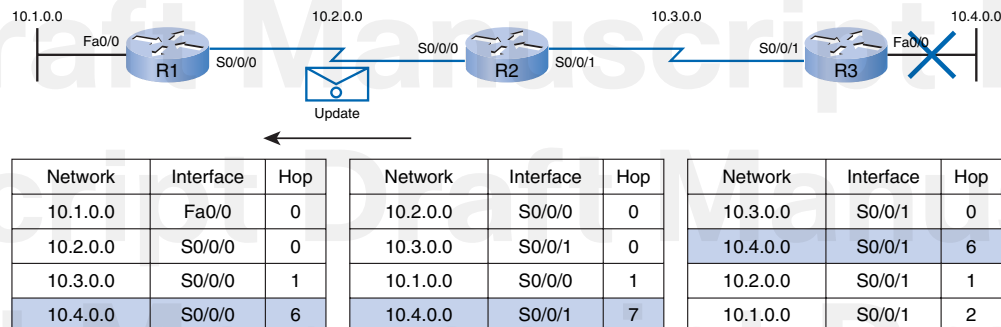 10.1.0.0 10.2.0.0 10.3.0.0 10.4.0.0
Fa0/0 R1 S0/0/0 S0/0/0 R2 S0/0/1 S0/0/1 R3 Fa0/0
Update
Network Interface Hop
10.1.0.0 Fa0/0 0
10.2.0.0 S0/0/0 0
10.3.0.0 S0/0/0 1
10.4.0.0 S0/0/0 6
Network Interface Hop
10.2.0.0 S0/0/0 0
10.3.0.0 S0/0/1 0
10.1.0.0 S0/0/0 1
10.4.0.0 S0/0/1 7
Network Interface Hop
10.3.0.0 S0/0/1 0
10.4.0.0 S0/0/1 6
10.2.0.0 S0/0/1 1
10.1.0.0 S0/0/1 2
Draft Manuscript
Draft